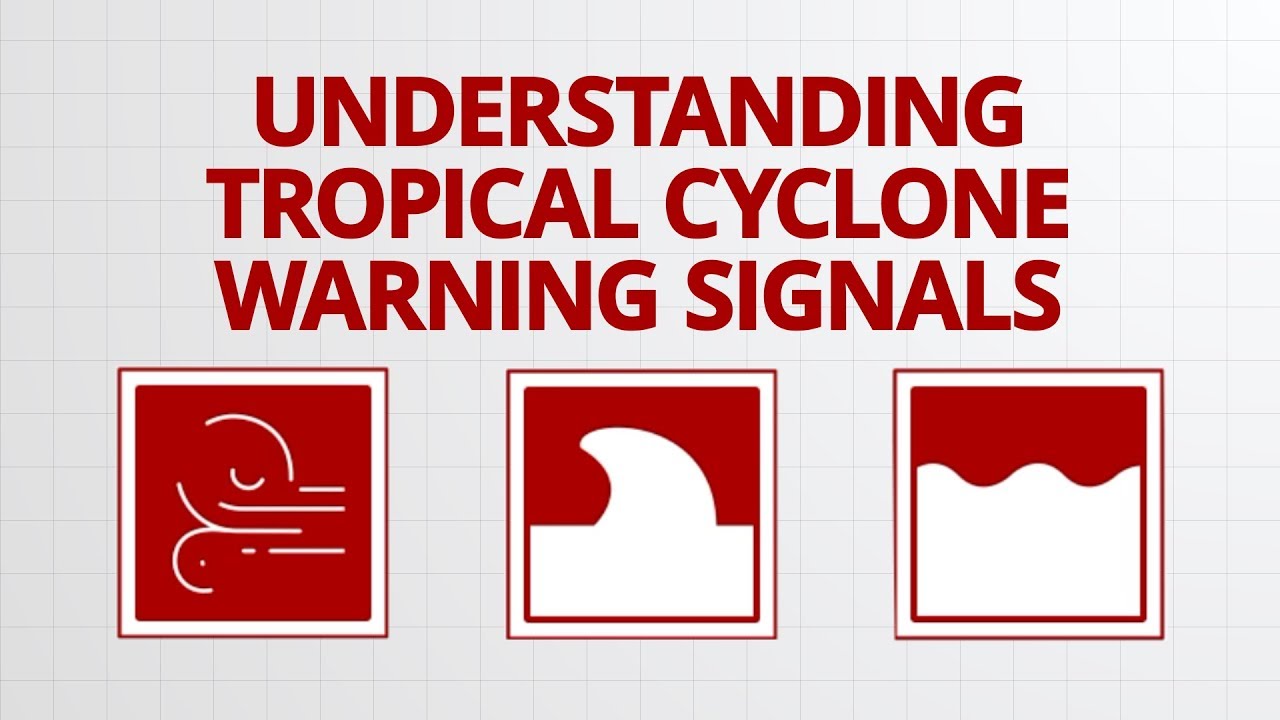 UNDERSTANDING
TROPICAL CYCLONE
WARNING SIGNALS